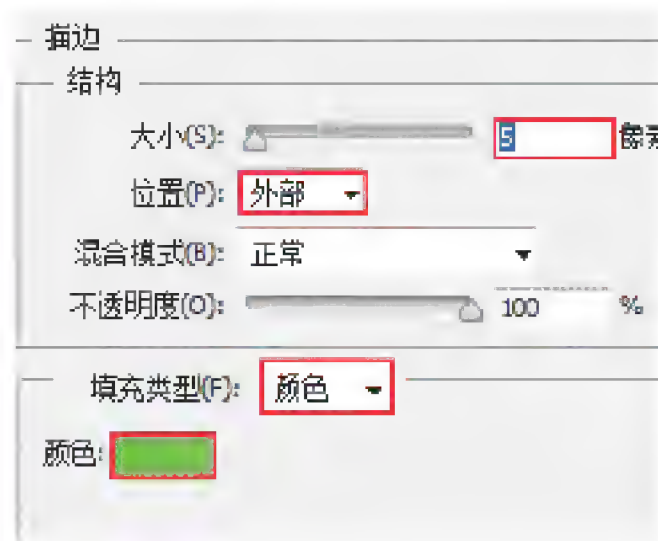 描边
结构
大小(S): 5 像素
位置(P): 外部
混合模式(B): 正常
不透明度(O): 100 %
填充类型(F): 颜色
颜色: